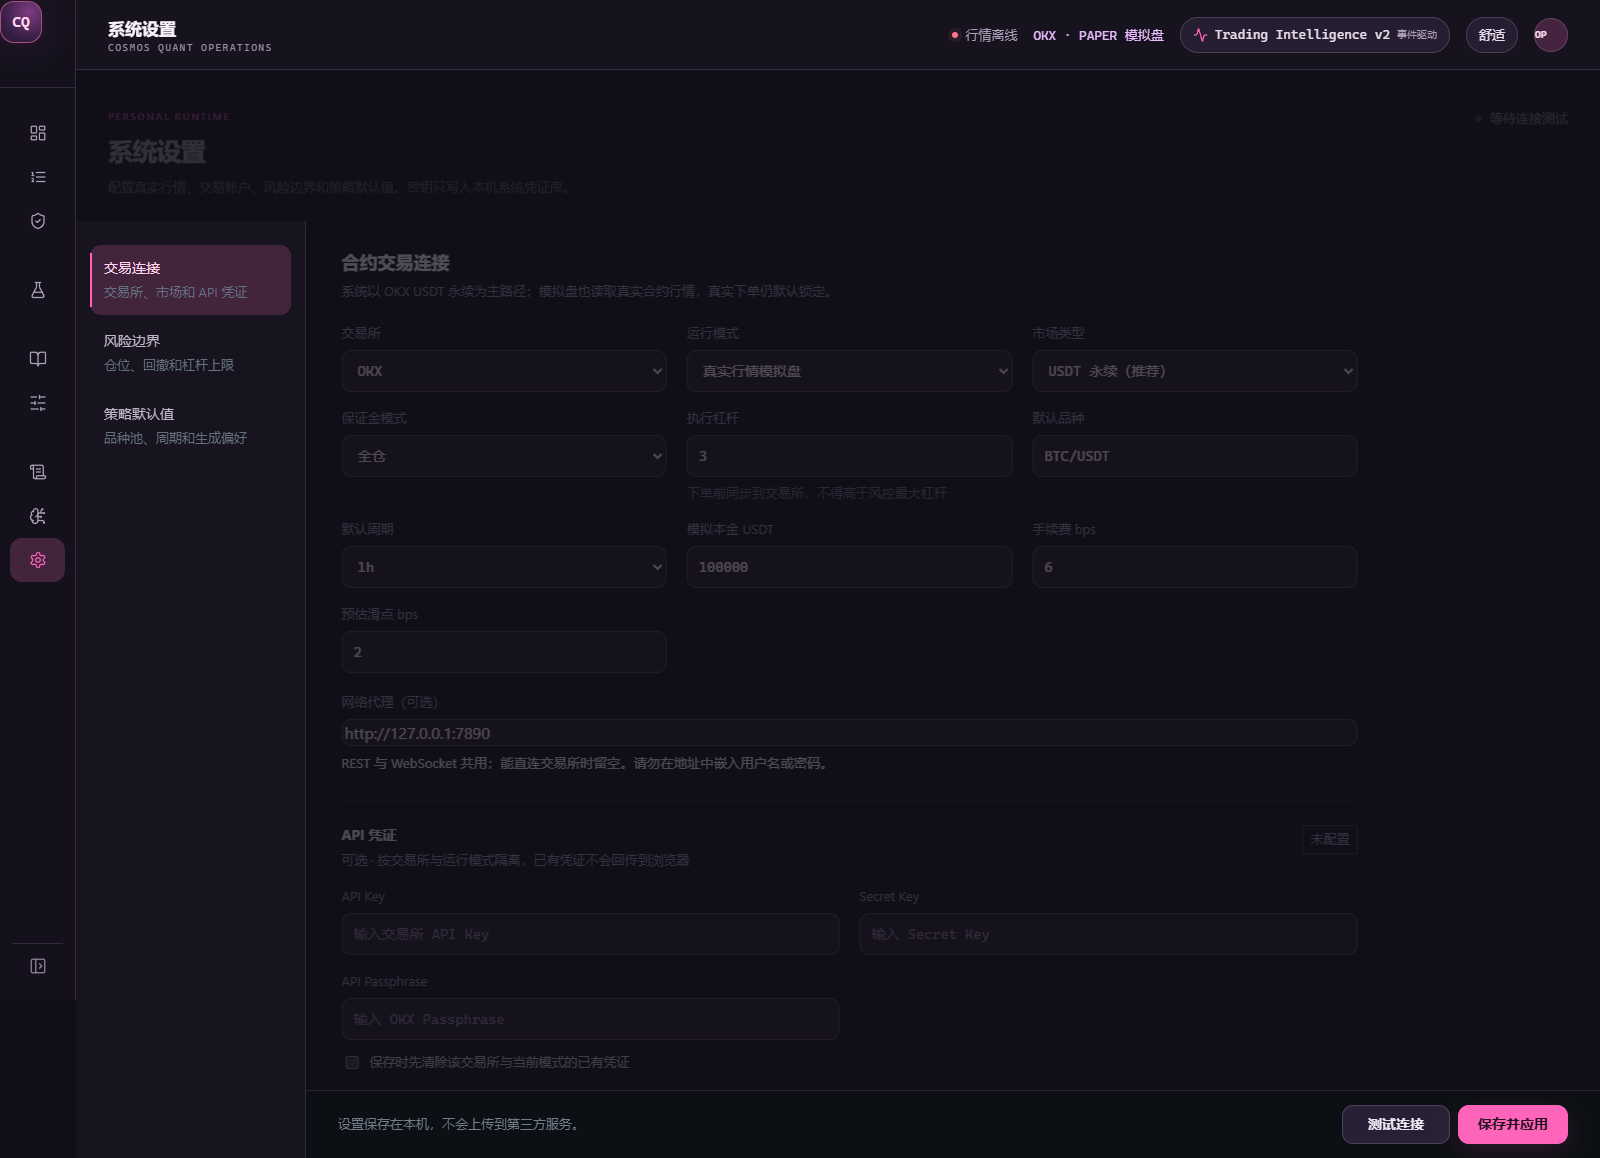 CQ
系统设置
COSMOS QUANT OPERATIONS
行情离线
OKX · PAPER 模拟盘
Trading Intelligence v2 事件驱动
舒适
OP
PERSONAL RUNTIME
系统设置
配置真实行情、交易账户、风险边界和策略默认值。密钥只写入本机系统凭证库。
等待连接测试
交易连接
交易所、市场和 API 凭证
风险边界
仓位、回撤和杠杆上限
策略默认值
品种池、周期和生成偏好
合约交易连接
系统以 OKX USDT 永续为主路径；模拟盘也读取真实合约行情，真实下单仍默认锁定。
交易所
运行模式
市场类型
OKX
真实行情模拟盘
USDT 永续（推荐）
保证金模式
执行杠杆
默认品种
全仓
3
BTC/USDT
下单前同步到交易所，不得高于风控最大杠杆
默认周期
模拟本金 USDT
手续费 bps
1h
100000
6
预估滑点 bps
2
网络代理（可选）
http://127.0.0.1:7890
REST 与 WebSocket 共用；能直连交易所时留空。请勿在地址中嵌入用户名或密码。
API 凭证
未配置
可选 · 按交易所与运行模式隔离，已有凭证不会回传到浏览器
API Key
Secret Key
输入交易所 API Key
输入 Secret Key
API Passphrase
输入 OKX Passphrase
保存时先清除该交易所与当前模式的已有凭证
设置保存在本机，不会上传到第三方服务。
测试连接
保存并应用